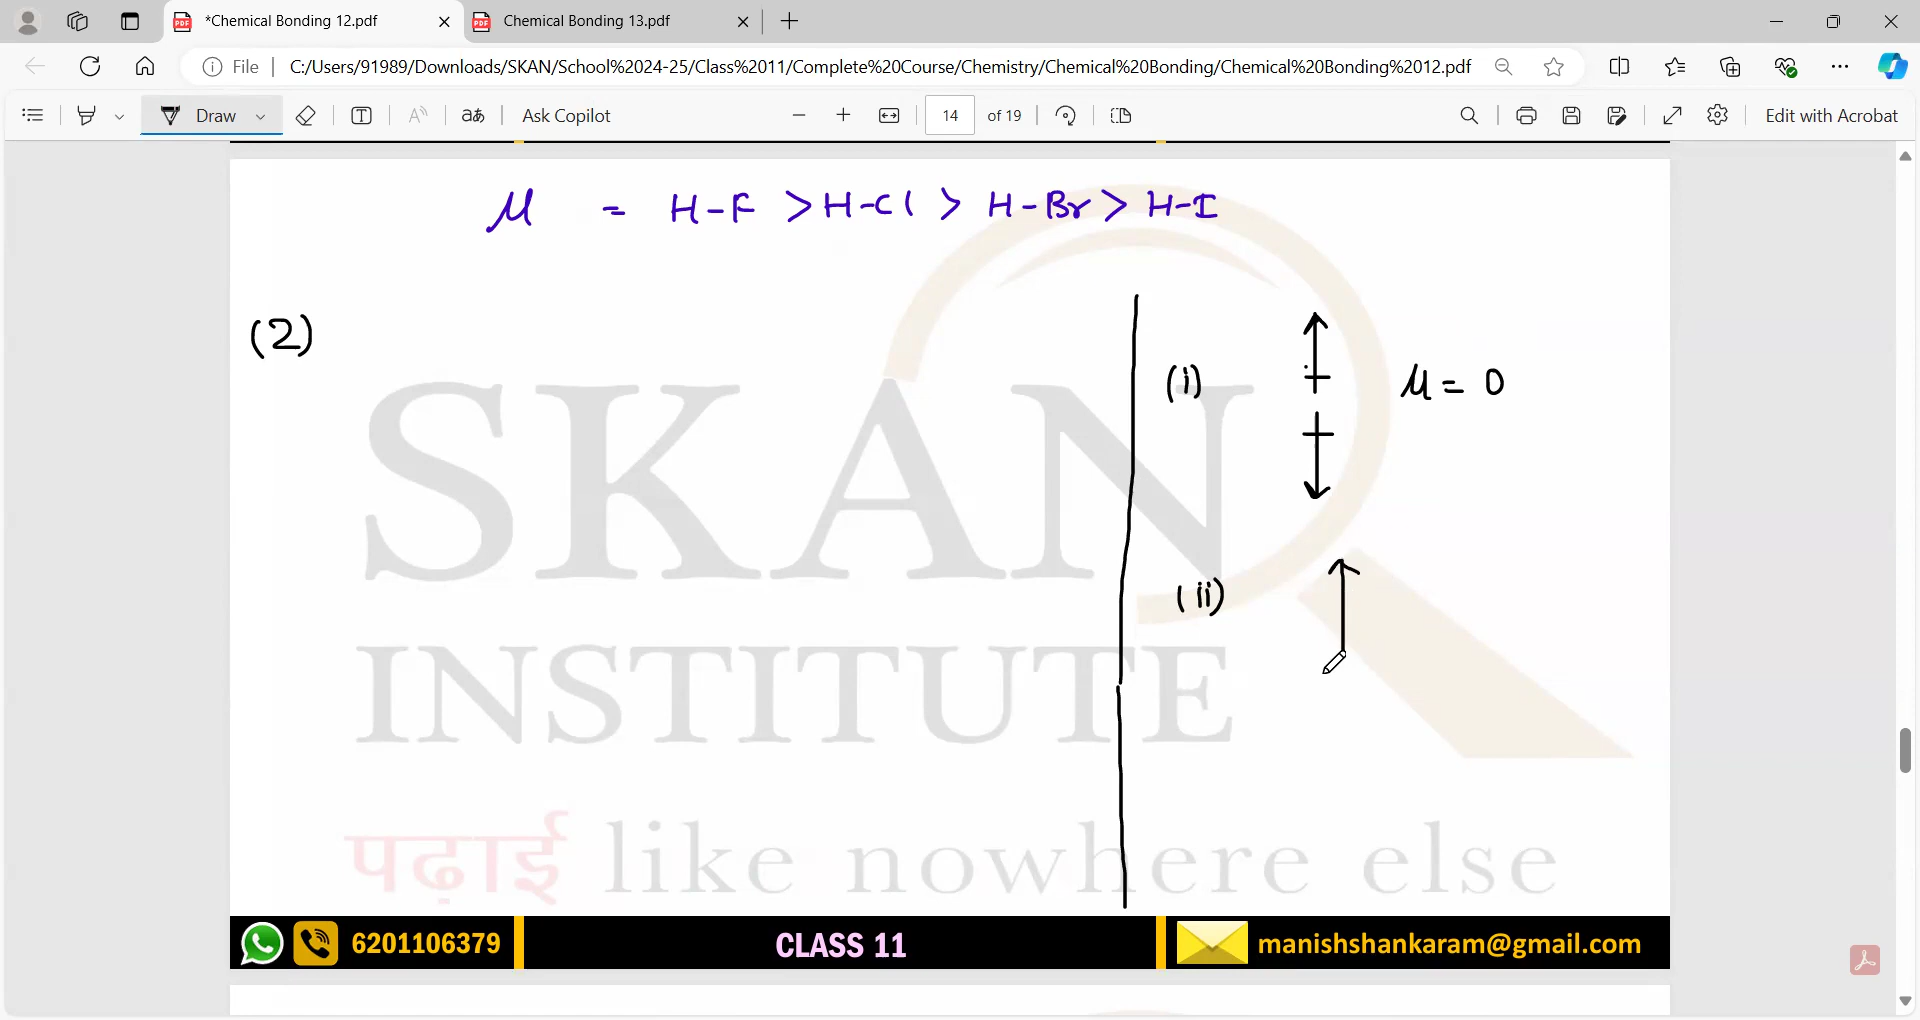 *Chemical Bonding 12.pdf
Chemical Bonding 13.pdf
File
C:/Users/91989/Downloads/SKAN/School%2024-25/Class%2011/Complete%20Course/Chemistry/Chemical%20Bonding/Chemical%20Bonding%2012.pdf
Draw
T
A
aあ
Ask Copilot
14 of 19
Edit with Acrobat
μ = H-F > H-Cl > H-Br > H-I
(2)
(i) μ = 0
(ii)
SKAN
INSTITUTE
पढ़ाई like nowhere else
6201106379
CLASS 11
manishshankaram@gmail.com